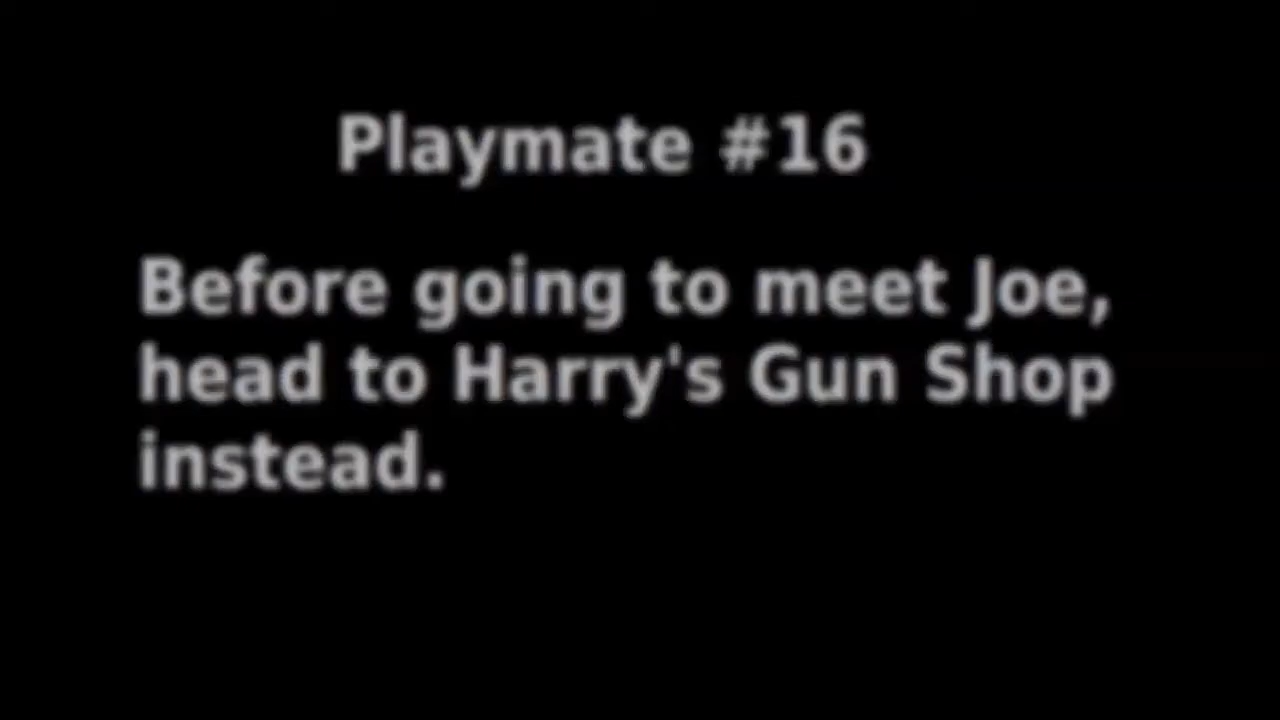 Playmate #16
Before going to meet Joe,
head to Harry's Gun Shop
instead.